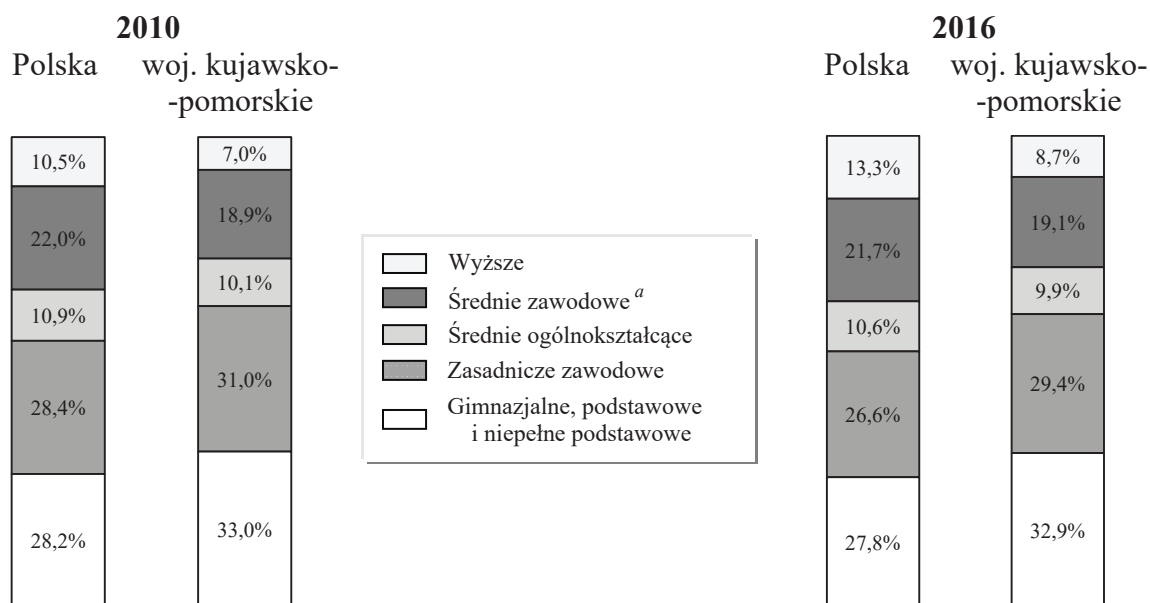 2010
Polska
woj. kujawsko-
-pomorskie
10,5%
22,0%
10,9%
28,4%
28,2%
7,0%
18,9%
10,1%
31,0%
33,0%
Wyższe
Średnie zawodowe a
Średnie ogólnokształcące
Zasadnicze zawodowe
Gimnazjalne, podstawowe
i niepełne podstawowe
2016
Polska
woj. kujawsko-
-pomorskie
13,3%
21,7%
10,6%
26,6%
27,8%
8,7%
19,1%
9,9%
29,4%
32,9%